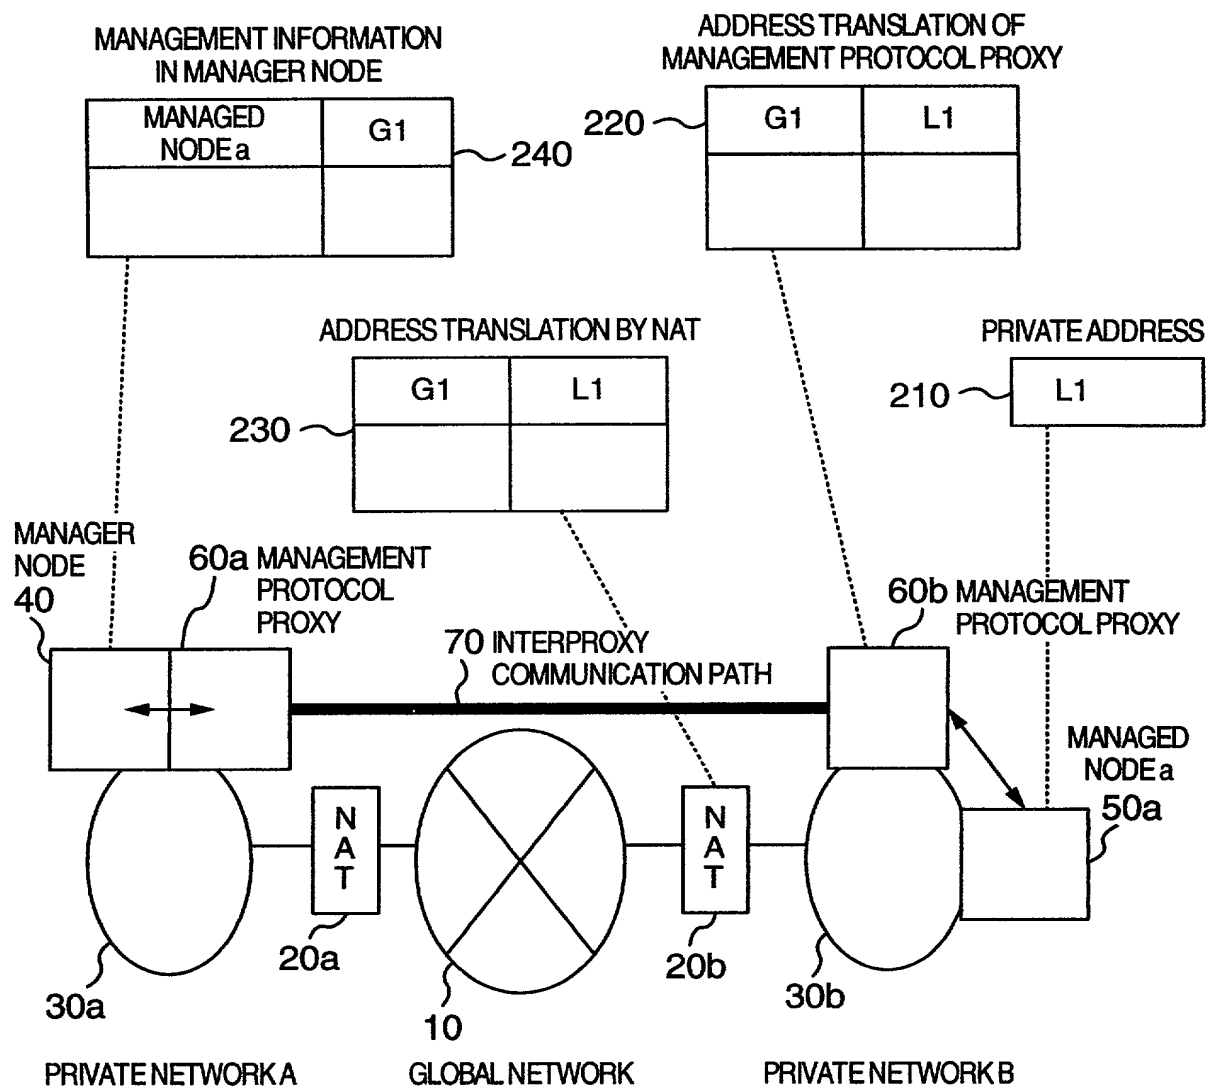 MANAGEMENT INFORMATION
IN MANAGER NODE
MANAGED
NODE a
G1
240
ADDRESS TRANSLATION OF
MANAGEMENT PROTOCOL PROXY
220
G1
L1
ADDRESS TRANSLATION BY NAT
G1
L1
230
PRIVATE ADDRESS
210
L1
MANAGER
NODE
40
60a MANAGEMENT
PROTOCOL
PROXY
70 INTERPROXY
COMMUNICATION PATH
60b MANAGEMENT
PROTOCOL PROXY
MANAGED
NODE a
50a
NAT
NAT
20a
20b
30a
10
30b
PRIVATE NETWORK A
GLOBAL NETWORK
PRIVATE NETWORK B